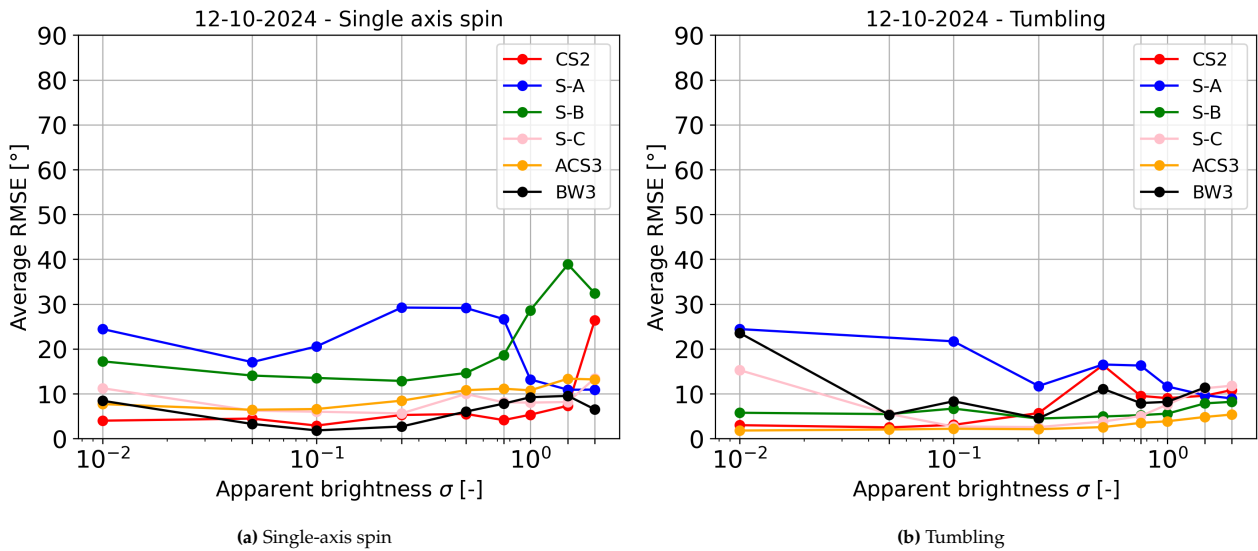 12-10-2024 - Single axis spin
90
80
70
60
50
40
30
20
10
0
Average RMSE [°]
CS2
S-A
S-B
S-C
ACS3
BW3
10⁻²
10⁻¹
10⁰
Apparent brightness σ [-]
(a) Single-axis spin
12-10-2024 - Tumbling
90
80
70
60
50
40
30
20
10
0
Average RMSE [°]
CS2
S-A
S-B
S-C
ACS3
BW3
10⁻²
10⁻¹
10⁰
Apparent brightness σ [-]
(b) Tumbling